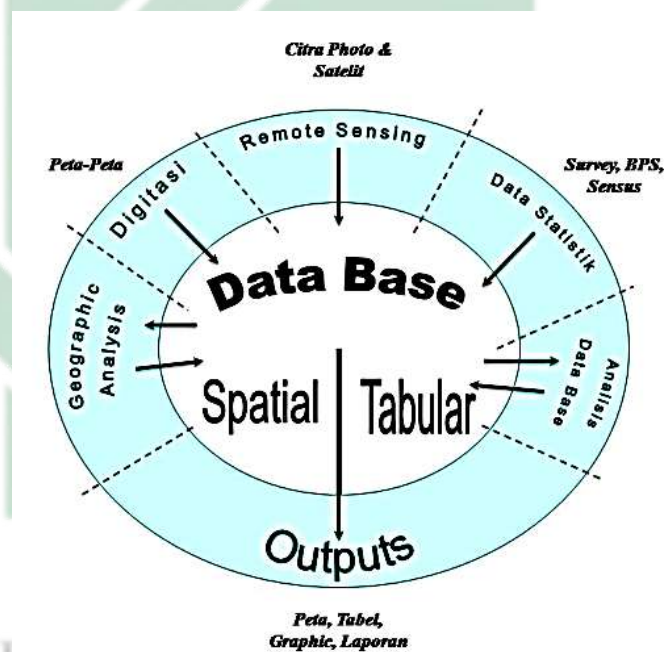 Citra Photo &
Satelit
Peta-Peta
Survey, BPS,
Sensus
Digitasi
Remote Sensing
Data Statistik
Geographic
Analysis
Analisis
Data Base
Data Base
Spatial
Tabular
Outputs
Peta, Tabel,
Graphic, Laporan